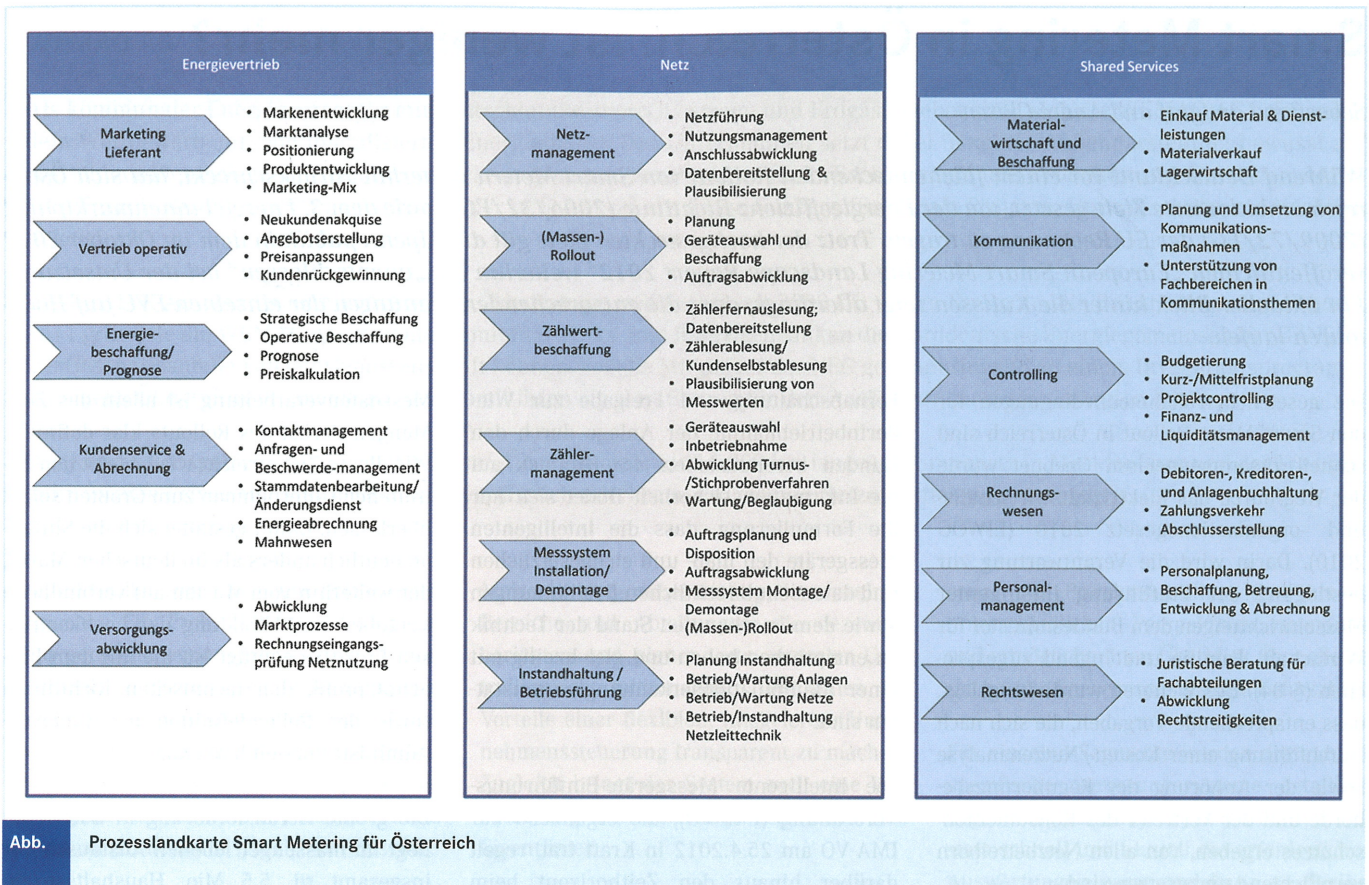 Energievertrieb
Marketing
Lieferant
• Markenentwicklung
• Marktanalyse
• Positionierung
• Produktentwicklung
• Marketing-Mix
Vertrieb operativ
• Neukundenakquise
• Angebotserstellung
• Preisanpassungen
• Kundenrückgewinnung
Energie-
beschaffung/
Prognose
• Strategische Beschaffung
• Operative Beschaffung
• Prognose
• Preiskalkulation
Kundenservice &
Abrechnung
• Kontaktmanagement
• Anfragen- und
Beschwerde-management
• Stammdatenbearbeitung/
Änderungsdienst
• Energieabrechnung
• Mahnwesen
Versorgungs-
abwicklung
• Abwicklung
Marktprozesse
• Rechnungseingangs-
prüfung Netznutzung
Netz
Netz-
management
• Netzführung
• Nutzungsmanagement
• Anschlussabwicklung
• Datenbereitstellung &
Plausibilisierung
(Massen-)
Rollout
• Planung
• Geräteauswahl und
Beschaffung
• Auftragsabwicklung
Zählwert-
beschaffung
• Zählerfernauslesung;
Datenbereitstellung
• Zählerablesung/
Kundenselbstablesung
• Plausibilisierung von
Messwerten
Zähler-
management
• Geräteauswahl
Inbetriebnahme
• Abwicklung Turnus-
/Stichprobenverfahren
• Wartung/Beglaubigung
Messsystem
Installation/
Demontage
• Auftragsplanung und
Disposition
• Auftragsabwicklung
• Messsystem Montage/
Demontage
• (Massen-)Rollout
Instandhaltung /
Betriebsführung
• Planung Instandhaltung
• Betrieb/Wartung Anlagen
• Betrieb/Wartung Netze
• Betrieb/Instandhaltung
Netzleittechnik
Shared Services
Material-
wirtschaft und
Beschaffung
• Einkauf Material & Dienst-
leistungen
• Materialverkauf
• Lagerwirtschaft
Kommunikation
• Planung und Umsetzung von
Kommunikations-
maßnahmen
• Unterstützung von
Fachbereichen in
Kommunikationsthemen
Controlling
• Budgetierung
• Kurz-/Mittelfristplanung
• Projektcontrolling
• Finanz- und
Liquiditätsmanagement
Rechnungs-
wesen
• Debitoren-, Kreditoren-,
und Anlagenbuchhaltung
• Zahlungsverkehr
• Abschlusserstellung
Personal-
management
• Personalplanung,
Beschaffung, Betreuung,
Entwicklung & Abrechnung
Rechtswesen
• Juristische Beratung für
Fachabteilungen
• Abwicklung
Rechtstreitigkeiten
Abb. Prozesslandkarte Smart Metering für Österreich